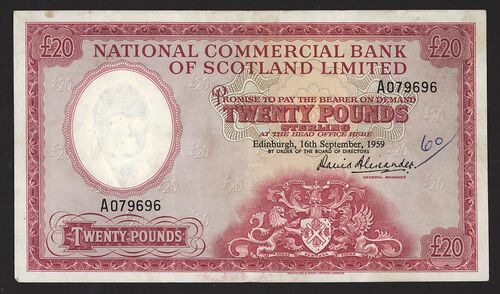 £20 £20
NATIONAL COMMERCIAL BANK
OF SCOTLAND LIMITED
A079696
PROMISE TO PAY THE BEARER ON DEMAND
TWENTY POUNDS
STERLING
AT THE HEAD OFFICE HERE
Edinburgh, 16th September, 1959
BY ORDER OF THE BOARD OF DIRECTORS
60
David Alexander
GENERAL MANAGER
A079696
TWENTY POUNDS
£20